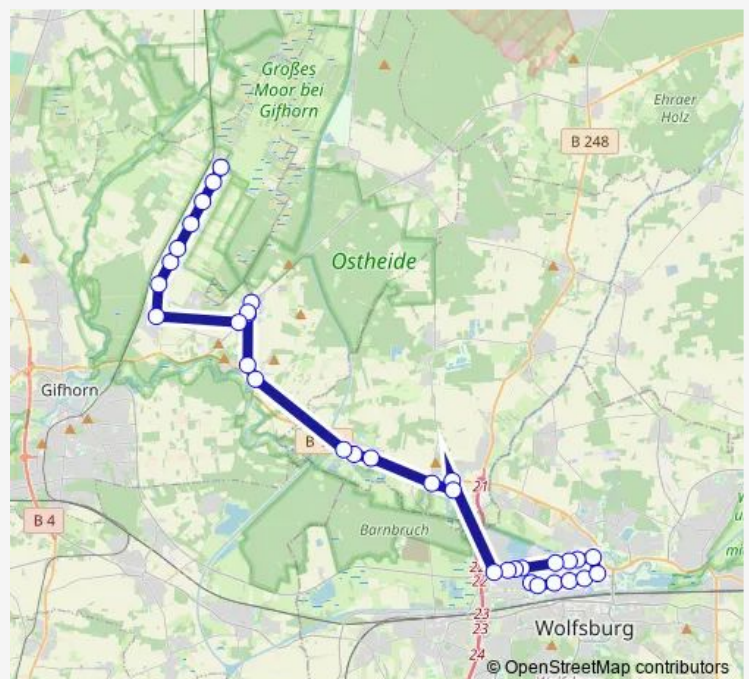 Großes
Moor bei
Gifhorn
Ehraer
Holz
B 248
Ostheide
Gifhorn
B
21
B 4
Barnbruch
22
23
23
Wolfsburg
24
© OpenStreetMap contributors